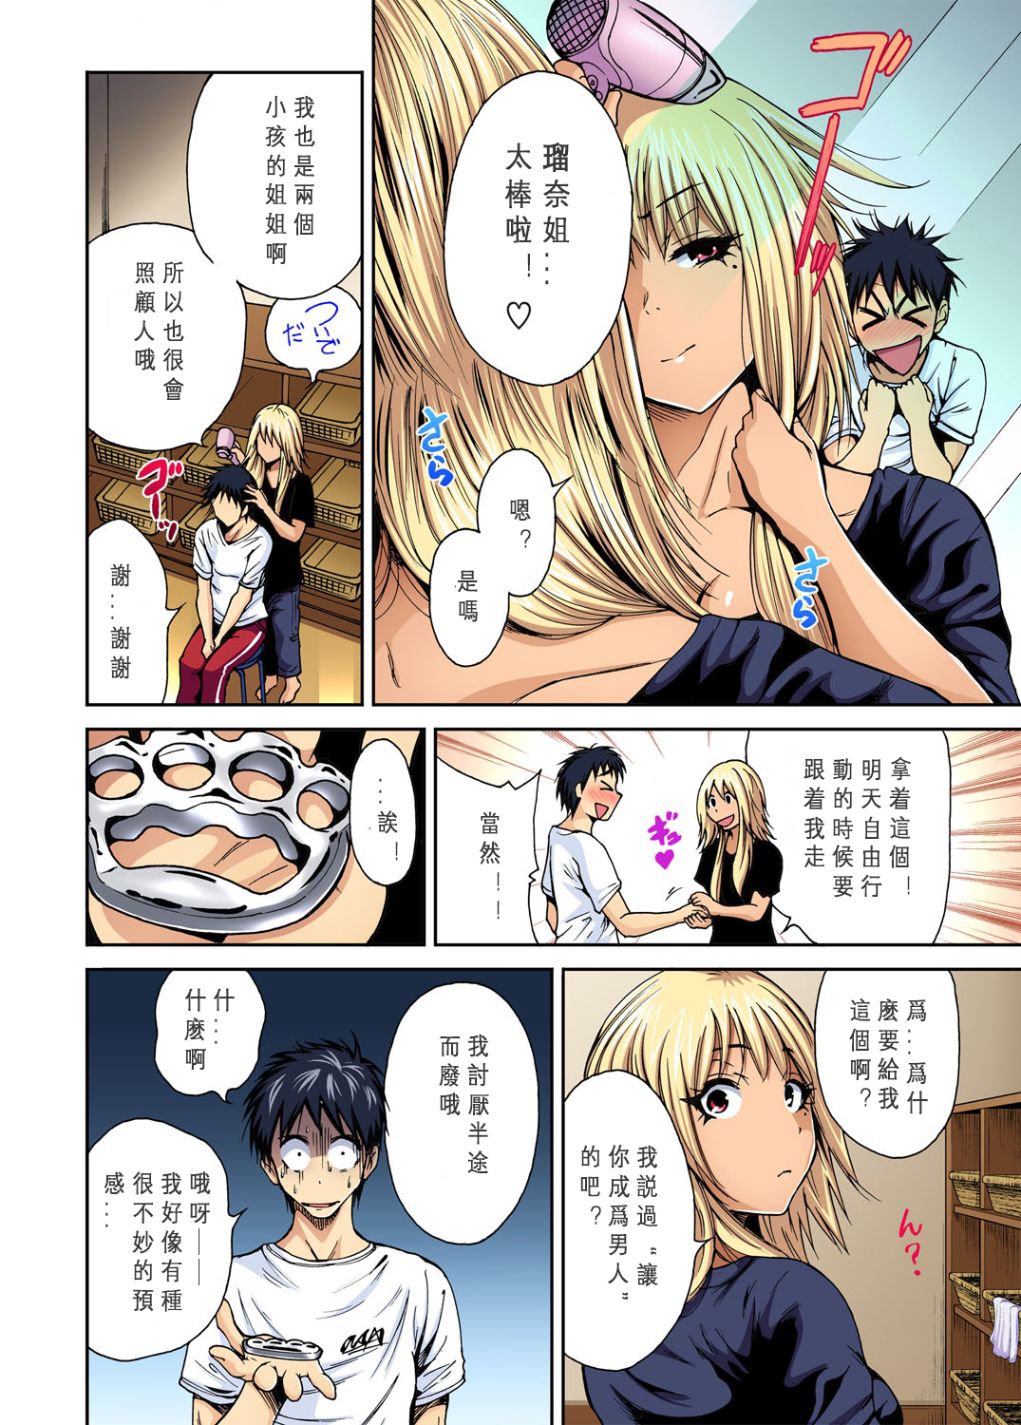 ゴーッ
瑠奈姐…
太棒啦！♡
さら
嗯？
是嗎
さら
我也是兩個
小孩的姐姐啊
所以也很會
照顧人哦
ついで
だ
ゴーッ
謝…謝謝
拿着這個！
明天自由行
動的時候要
跟着我走
ギュ♥
當然！！
…誒！
爲…爲什
麽要給我
這個啊？
ん？
我説過“讓
你成爲男人”
的吧？
我討厭半途
而廢哦
什…
什麽啊
哦呀——
我好像有種
很不妙的預
感…